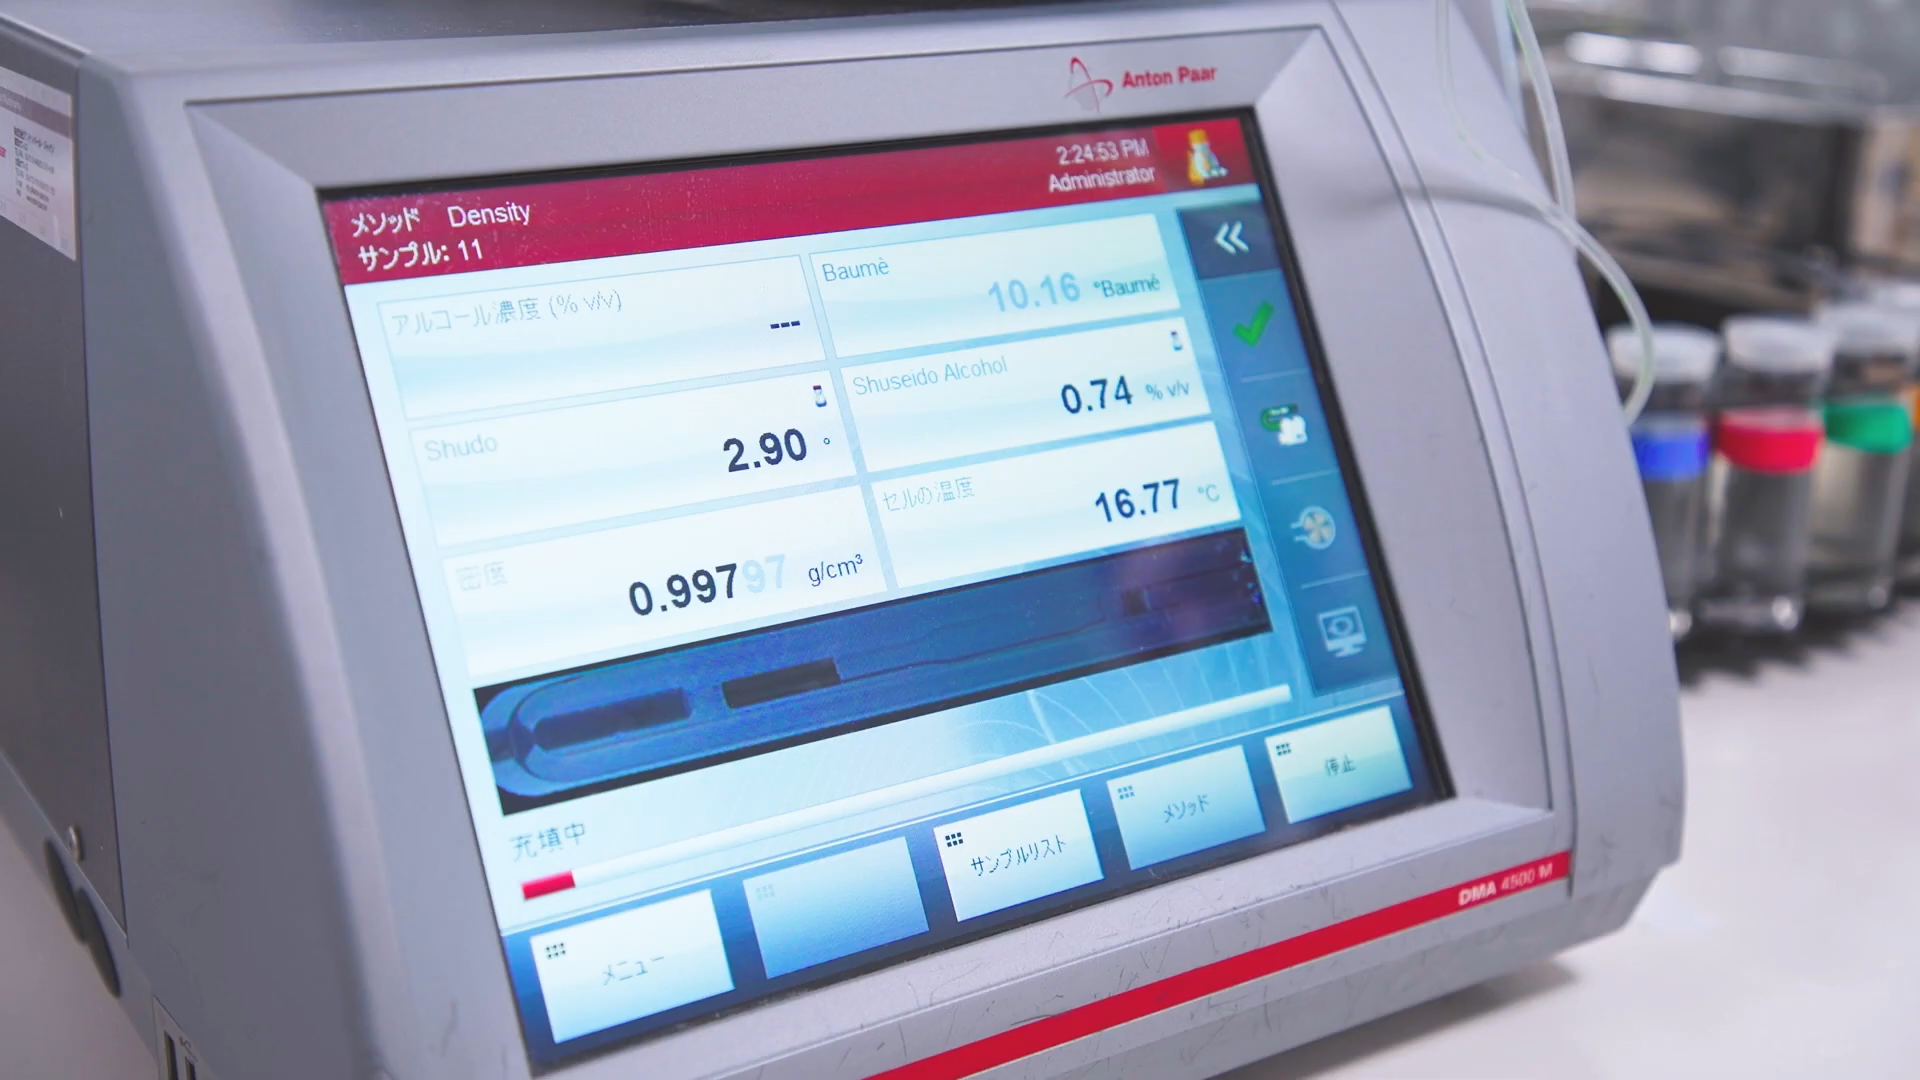 Anton Paar
2:24:53 PM
Administrator
メソッド Density
サンプル: 11
アルコール濃度 (% v/v)
---
Baumè
10.16 °Baumè
Shudo
2.90 °
Shuseido Alcohol
0.74 % v/v
密度
0.99797 g/cm³
セルの温度
16.77 °C
充填中
メニュー
サンプルリスト
メソッド
停止
DMA 4500 M